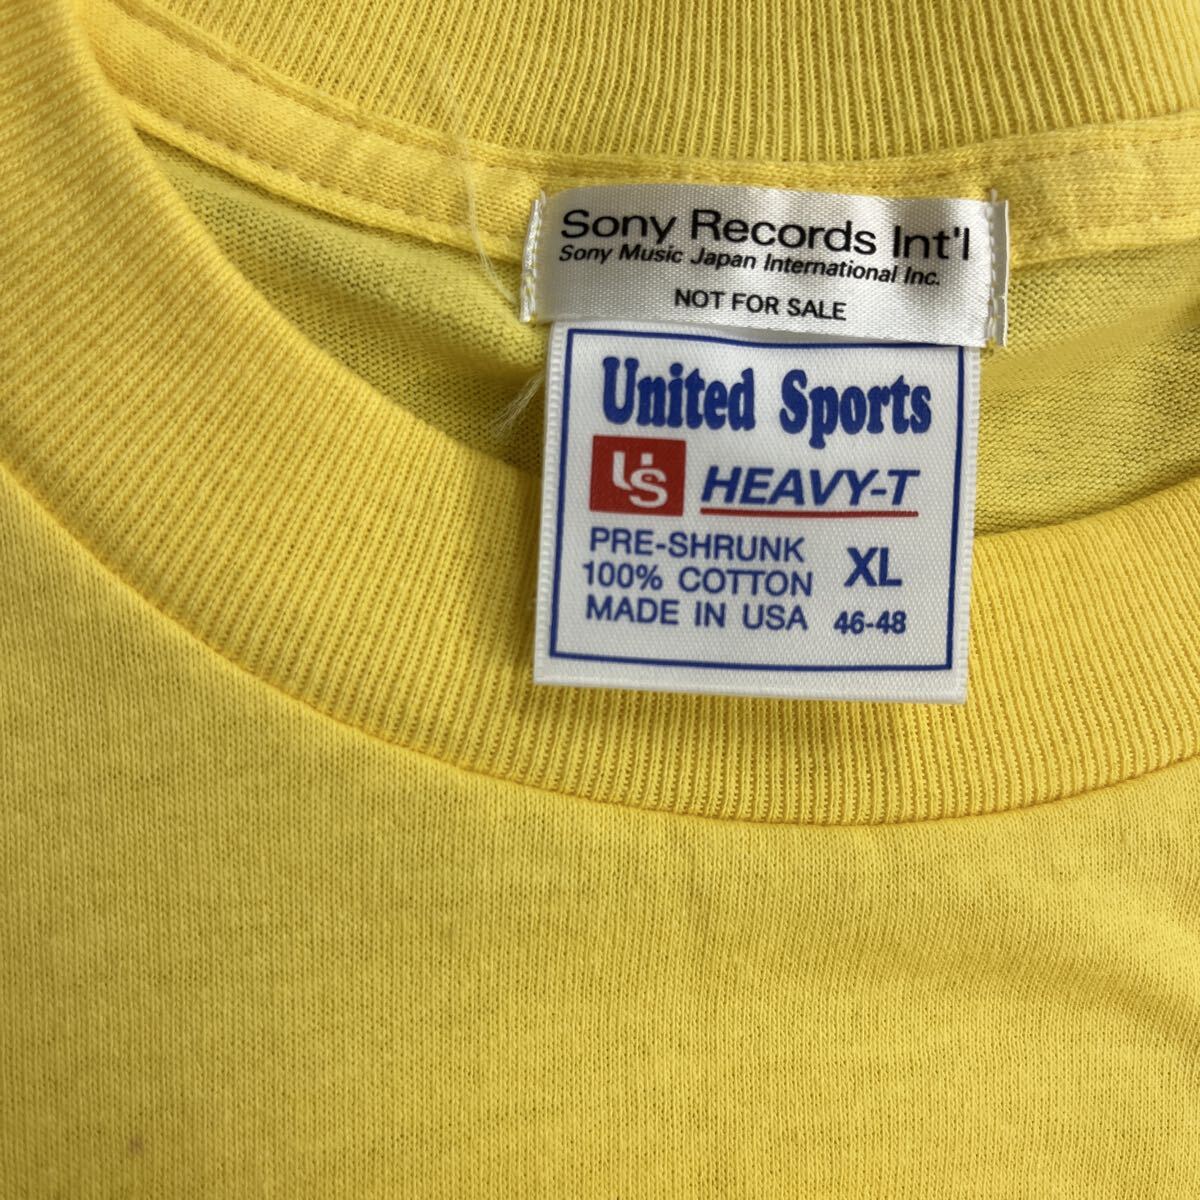 Sony Records Int'l
Sony Music Japan International Inc.
NOT FOR SALE
United Sports
US HEAVY-T
PRE-SHRUNK
100% COTTON
MADE IN USA
XL
46-48